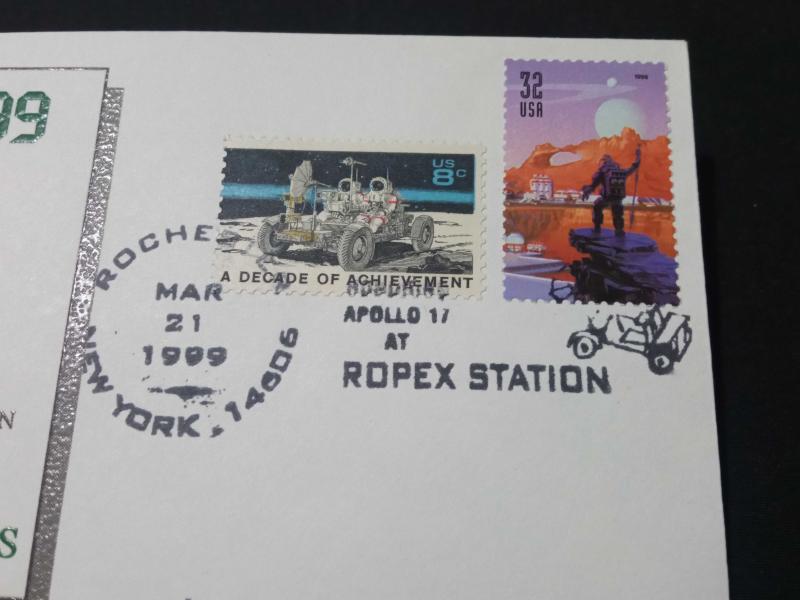 99
32
USA
1998
US
8c
A DECADE OF ACHIEVEMENT
ROCHE
MAR
21
1999
NEW YORK, 14606
APOLLO 17
AT
ROPEX STATION
N
S